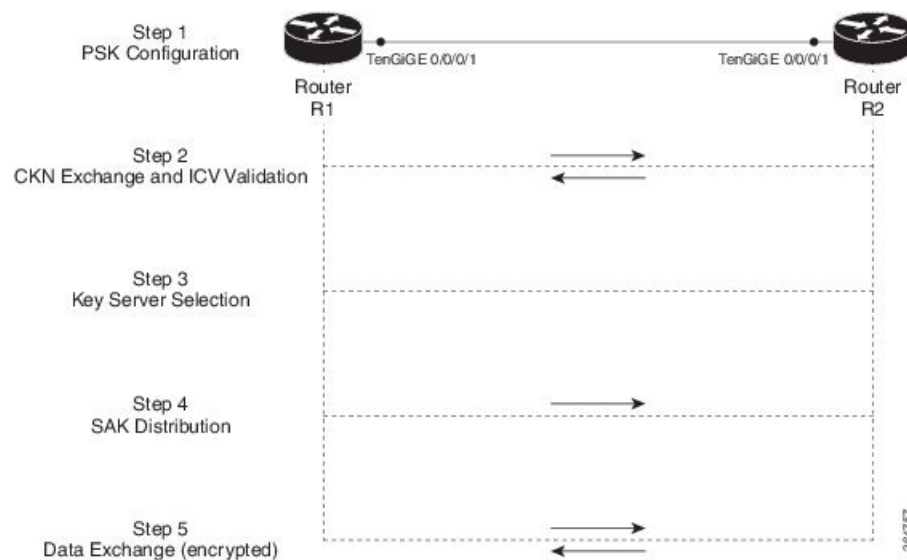 Step 1
PSK Configuration
TenGiGE 0/0/0/1
TenGiGE 0/0/0/1
Router
R1
Router
R2
Step 2
CKN Exchange and ICV Validation
Step 3
Key Server Selection
Step 4
SAK Distribution
Step 5
Data Exchange (encrypted)